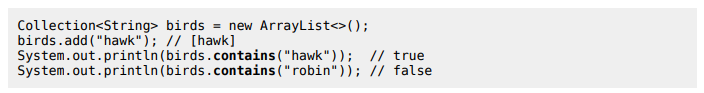 Collection<String> birds = new ArrayList<>();
birds.add("hawk"); // [hawk]
System.out.println(birds.contains("hawk"));  // true
System.out.println(birds.contains("robin")); // false